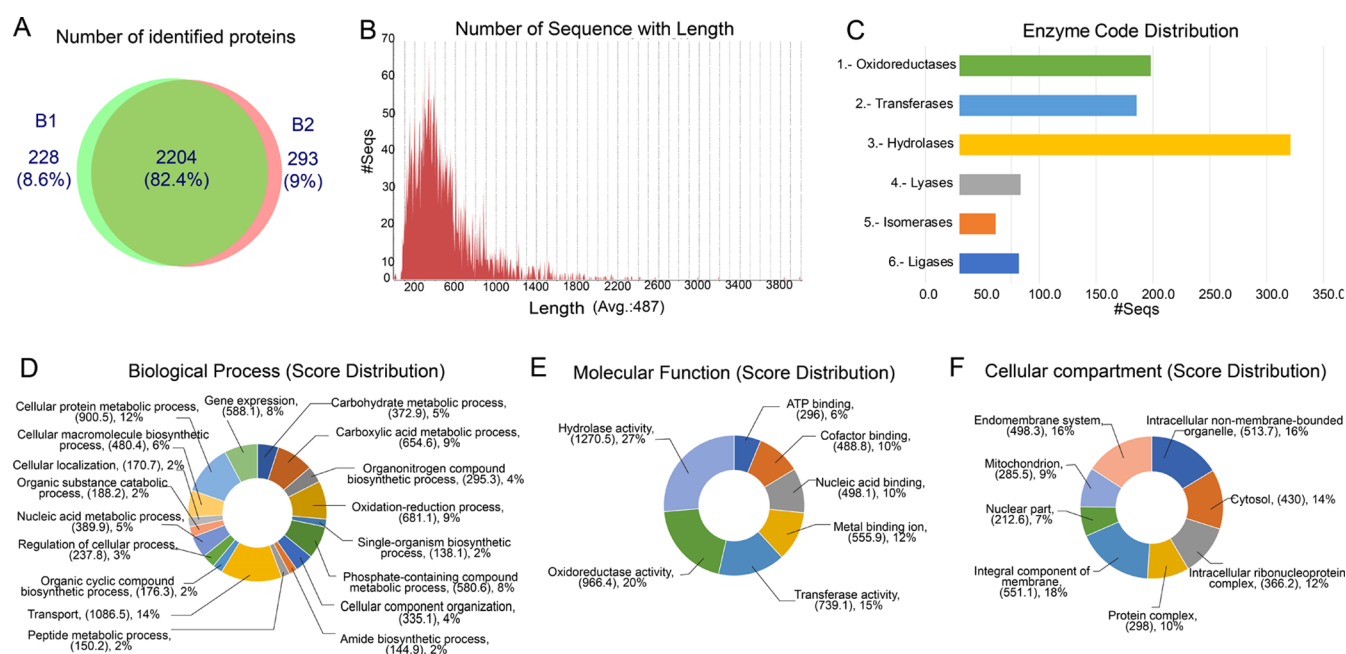 A
Number of identified proteins
B1
228
(8.6%)
2204
(82.4%)
B2
293
(9%)
B
Number of Sequence with Length
70
60
50
40
30
20
10
0
#Seqs
200
600
1000
1400
1800
2200
2600
3000
3400
3800
Length (Avg.:487)
C
Enzyme Code Distribution
1.- Oxidoreductases
2.- Transferases
3.- Hydrolases
4.- Lyases
5.- Isomerases
6.- Ligases
0.0
50.0
100.0
150.0
200.0
250.0
300.0
350.0
#Seqs
D
Biological Process (Score Distribution)
Gene expression,
(588.1), 8%
Carbohydrate metabolic process,
(372.9), 5%
Carboxylic acid metabolic process,
(654.6), 9%
Organonitrogen compound
biosynthetic process,
(295.3), 4%
Oxidation-reduction process,
(681.1), 9%
Single-organism biosynthetic
process, (138.1), 2%
Phosphate-containing compound
metabolic process, (580.6), 8%
Cellular component organization,
(335.1), 4%
Amide biosynthetic process,
(144.9), 2%
Peptide metabolic process,
(150.2), 2%
Transport, (1086.5), 14%
Organic cyclic compound
biosynthetic process, (176.3), 2%
Regulation of cellular process,
(237.8), 3%
Nucleic acid metabolic process,
(389.9), 5%
Organic substance catabolic
process, (188.2), 2%
Cellular localization, (170.7), 2%
Cellular macromolecule biosynthetic
process, (480.4), 6%
Cellular protein metabolic process,
(900.5), 12%
E
Molecular Function (Score Distribution)
ATP binding,
(296), 6%
Cofactor binding,
(488.8), 10%
Nucleic acid binding,
(498.1), 10%
Metal binding ion,
(555.9), 12%
Transferase activity,
(739.1), 15%
Oxidoreductase activity,
(966.4), 20%
Hydrolase activity,
(1270.5), 27%
F
Cellular compartment (Score Distribution)
Intracellular non-membrane-bounded
organelle, (513.7), 16%
Cytosol, (430), 14%
Intracellular ribonucleoprotein
complex, (366.2), 12%
Protein complex,
(298), 10%
Integral component of
membrane,
(551.1), 18%
Nuclear part,
(212.6), 7%
Mitochondrion,
(285.5), 9%
Endomembrane system,
(498.3), 16%